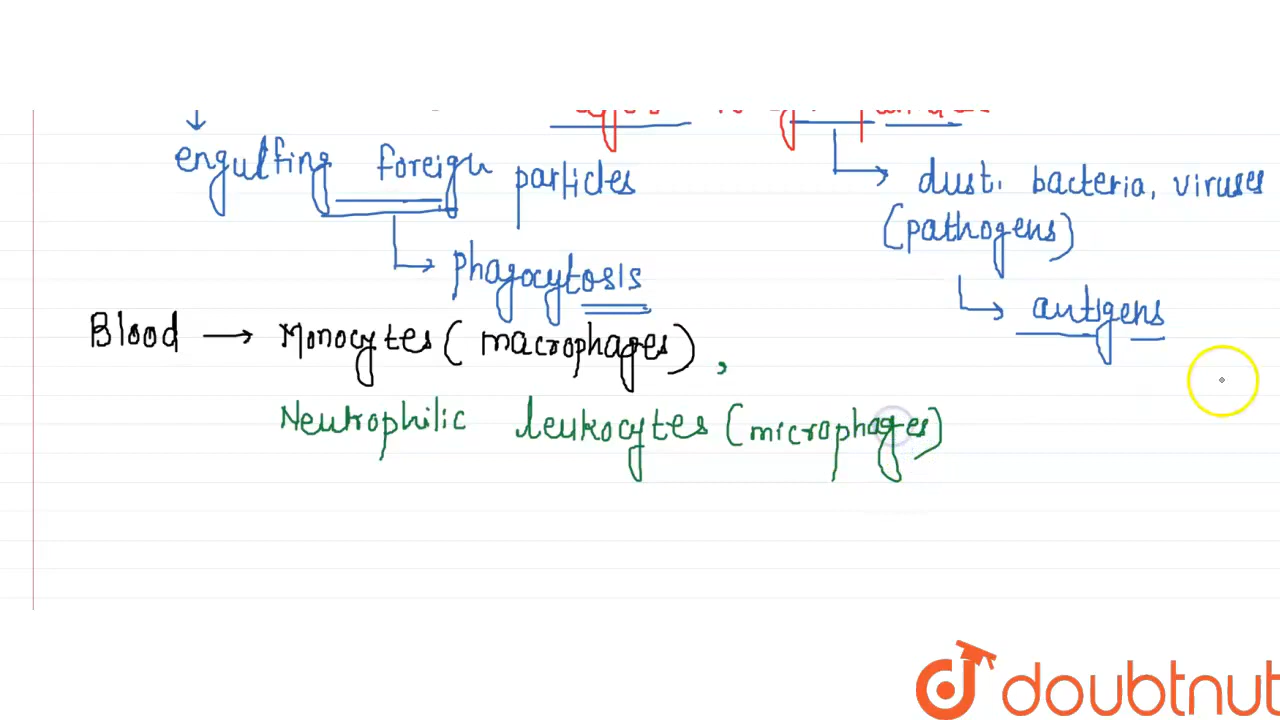 engulfing foreign particles
dust, bacteria, viruses
(pathogens)
phagocytosis
antigens
Blood → Monocytes (macrophages),
Neutrophilic leukocytes (microphages)
doubtnut